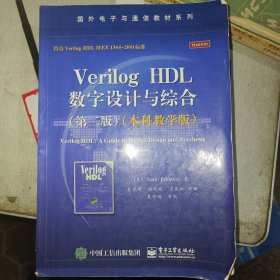 国外电子与通信教材系列
符合Verilog HDL IEEE 1364-2001标准
PEARSON
Verilog HDL
数字设计与综合
(第二版)(本科教学版)
Verilog HDL: A Guide to Digital Design and Synthesis
Verilog
HDL
Samir Palnitkar 著
中国工信出版集团
电子工业出版社